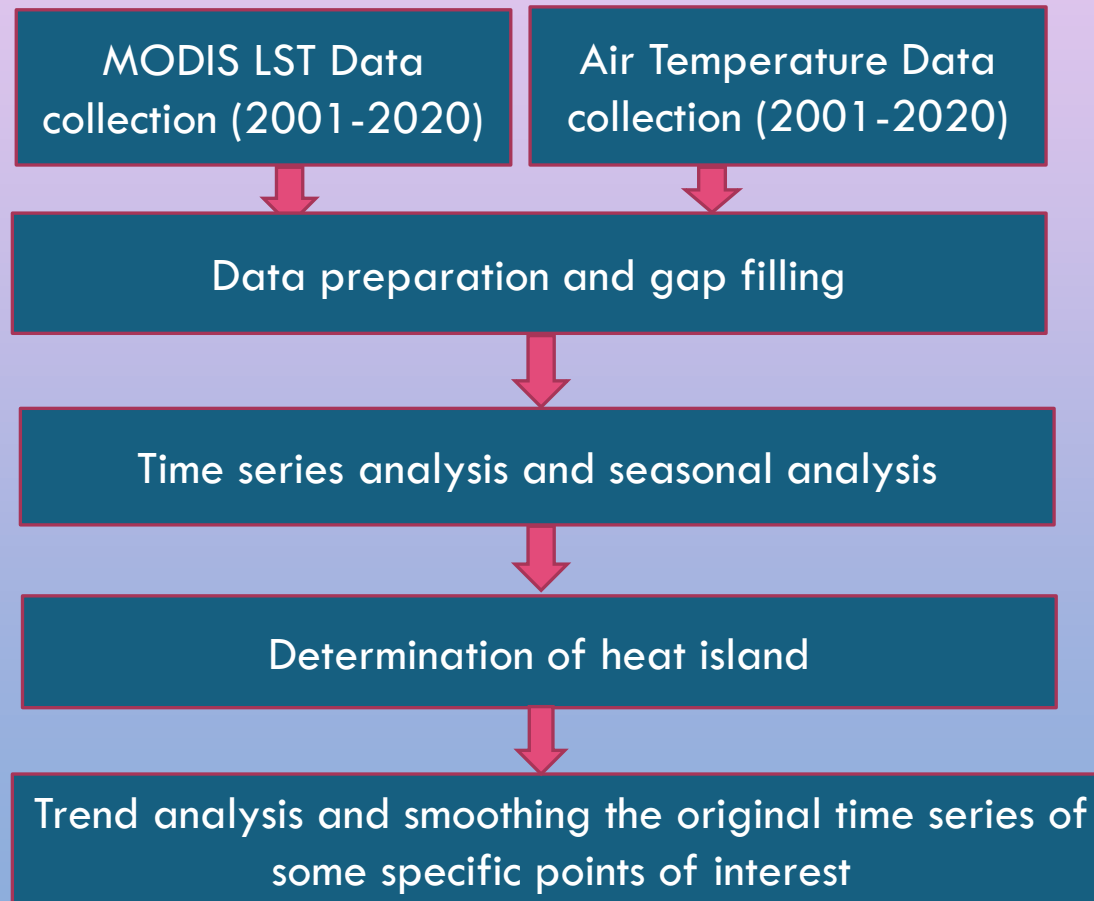 MODIS LST Data
collection (2001-2020)
Air Temperature Data
collection (2001-2020)
Data preparation and gap filling
Time series analysis and seasonal analysis
Determination of heat island
Trend analysis and smoothing the original time series of
some specific points of interest